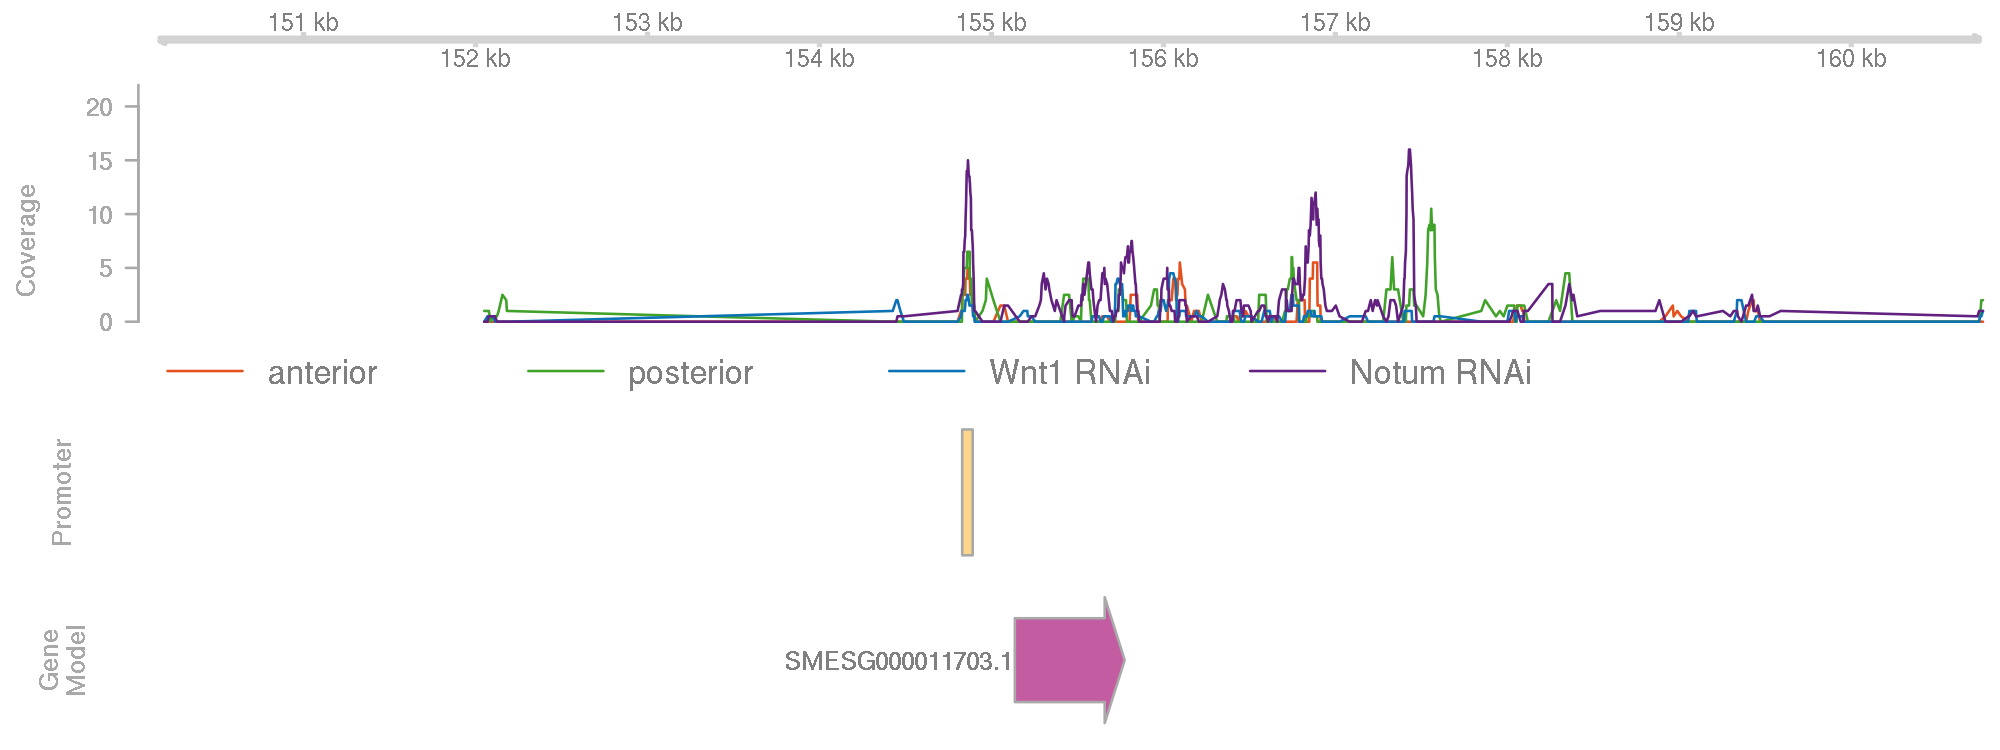 151 kb 153 kb 155 kb 157 kb 159 kb
152 kb 154 kb 156 kb 158 kb 160 kb
Coverage
20
15
10
5
0
anterior posterior Wnt1 RNAi Notum RNAi
Promoter
Gene
Model
SMESG000011703.1